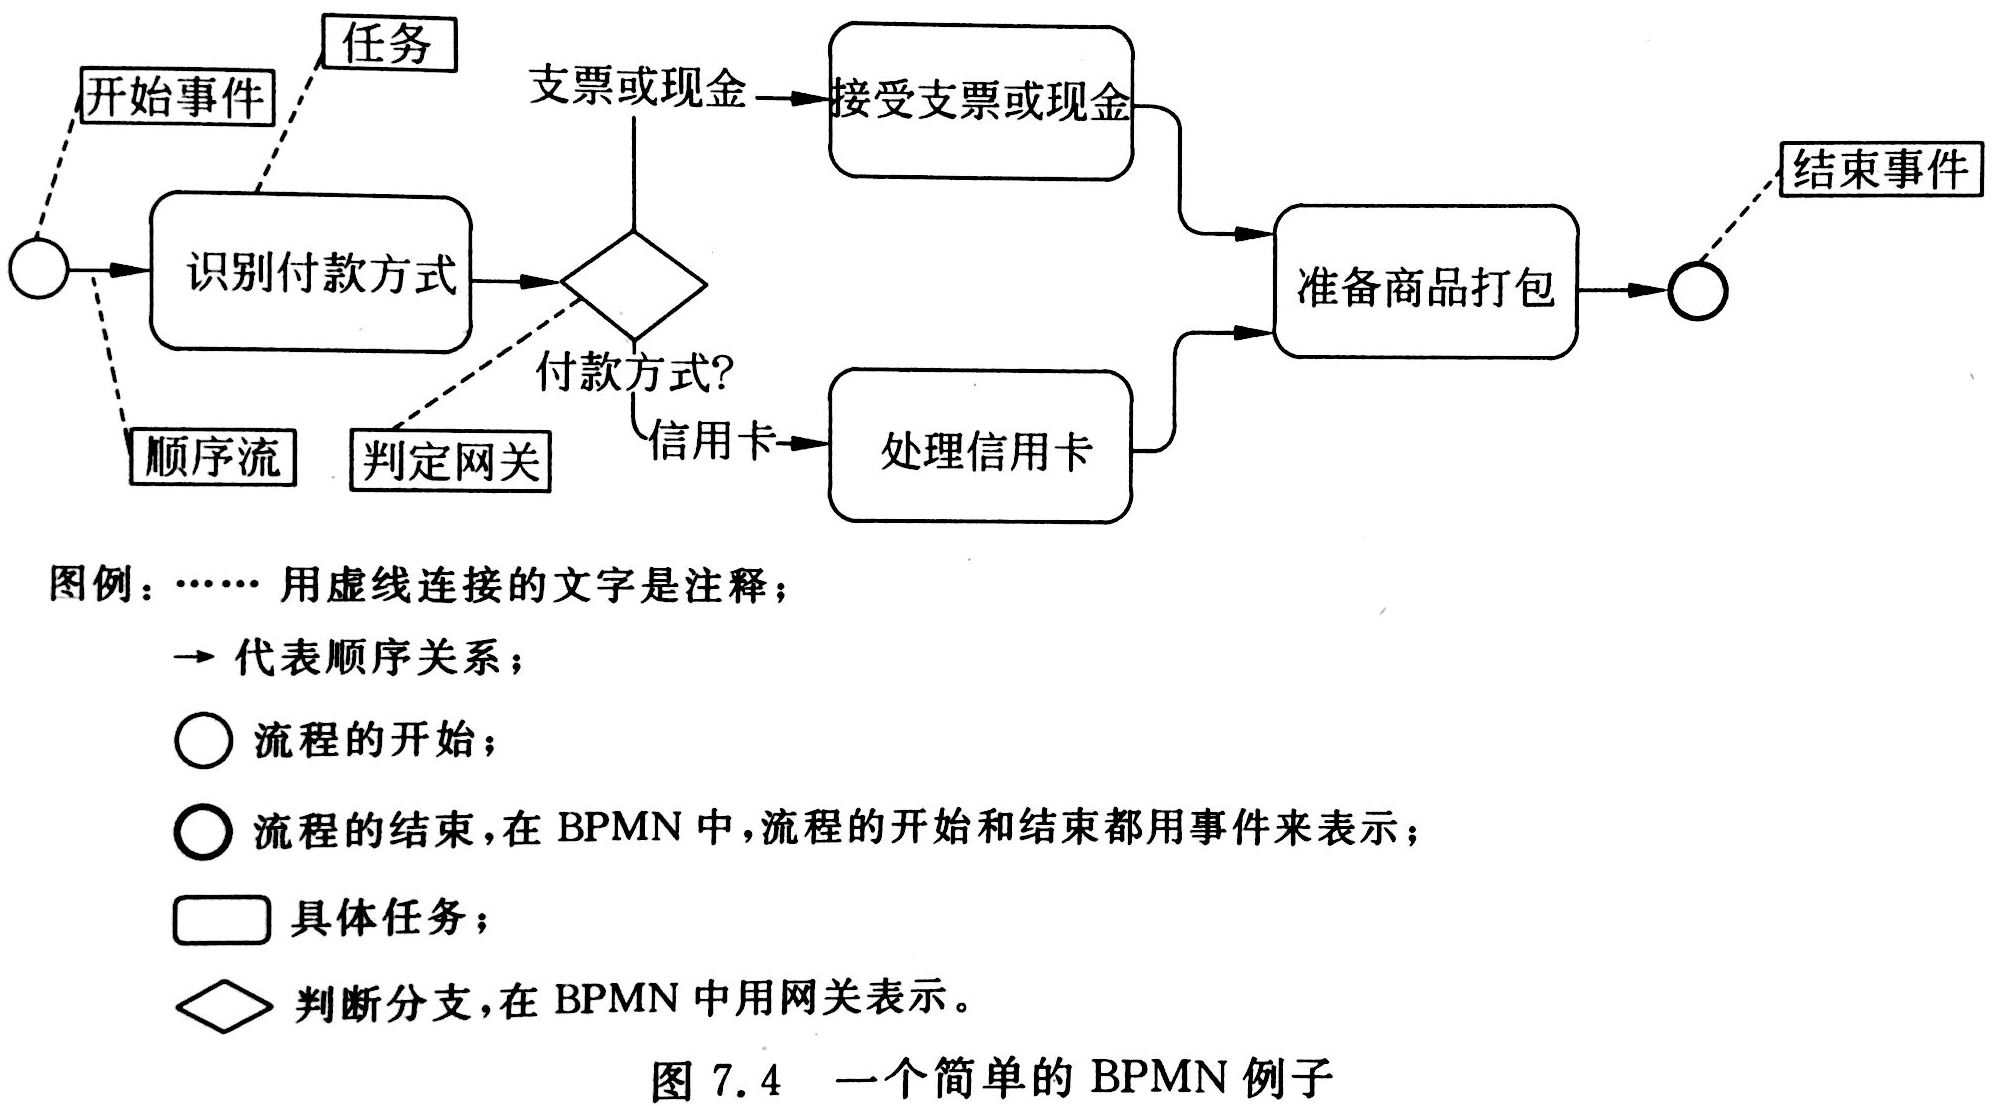 任务
开始事件
支票或现金
接受支票或现金
结束事件
识别付款方式
准备商品打包
付款方式?
信用卡
处理信用卡
顺序流
判定网关
图例：…… 用虚线连接的文字是注释；
→ 代表顺序关系；
流程的开始；
流程的结束，在 BPMN 中，流程的开始和结束都用事件来表示；
具体任务；
判断分支，在 BPMN 中用网关表示。
图 7.4 一个简单的 BPMN 例子